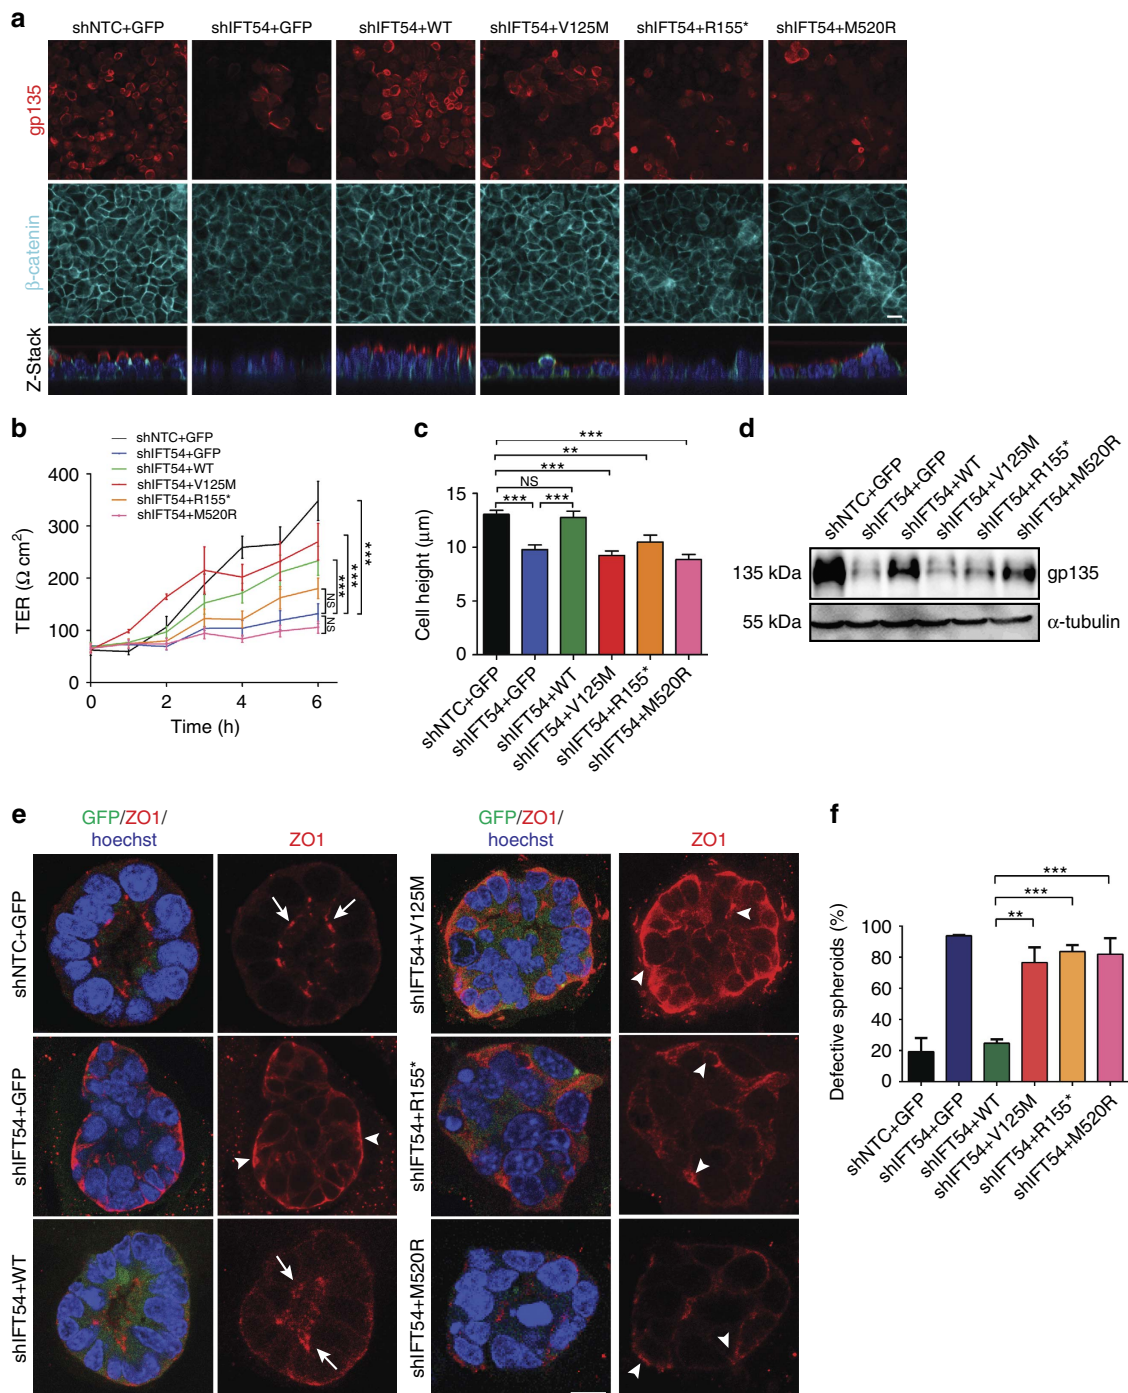 a
shNTC+GFP
shIFT54+GFP
shIFT54+WT
shIFT54+V125M
shIFT54+R155*
shIFT54+M520R
gp135
β-catenin
Z-Stack
b
shNTC+GFP
shIFT54+GFP
shIFT54+WT
shIFT54+V125M
shIFT54+R155*
shIFT54+M520R
TER (Ω cm²)
400
300
200
100
0
0
2
4
6
Time (h)
***
***
***
NS
NS
c
***
**
***
NS
***
***
Cell height (μm)
15
10
5
0
shNTC+GFP
shIFT54+GFP
shIFT54+WT
shIFT54+V125M
shIFT54+R155*
shIFT54+M520R
d
shNTC+GFP
shIFT54+GFP
shIFT54+WT
shIFT54+V125M
shIFT54+R155*
shIFT54+M520R
135 kDa
gp135
55 kDa
α-tubulin
e
GFP/ZO1/
hoechst
ZO1
GFP/ZO1/
hoechst
ZO1
shNTC+GFP
shIFT54+GFP
shIFT54+WT
shIFT54+V125M
shIFT54+R155*
shIFT54+M520R
f
***
***
**
Defective spheroids (%)
100
80
60
40
20
0
shNTC+GFP
shIFT54+GFP
shIFT54+WT
shIFT54+V125M
shIFT54+R155*
shIFT54+M520R